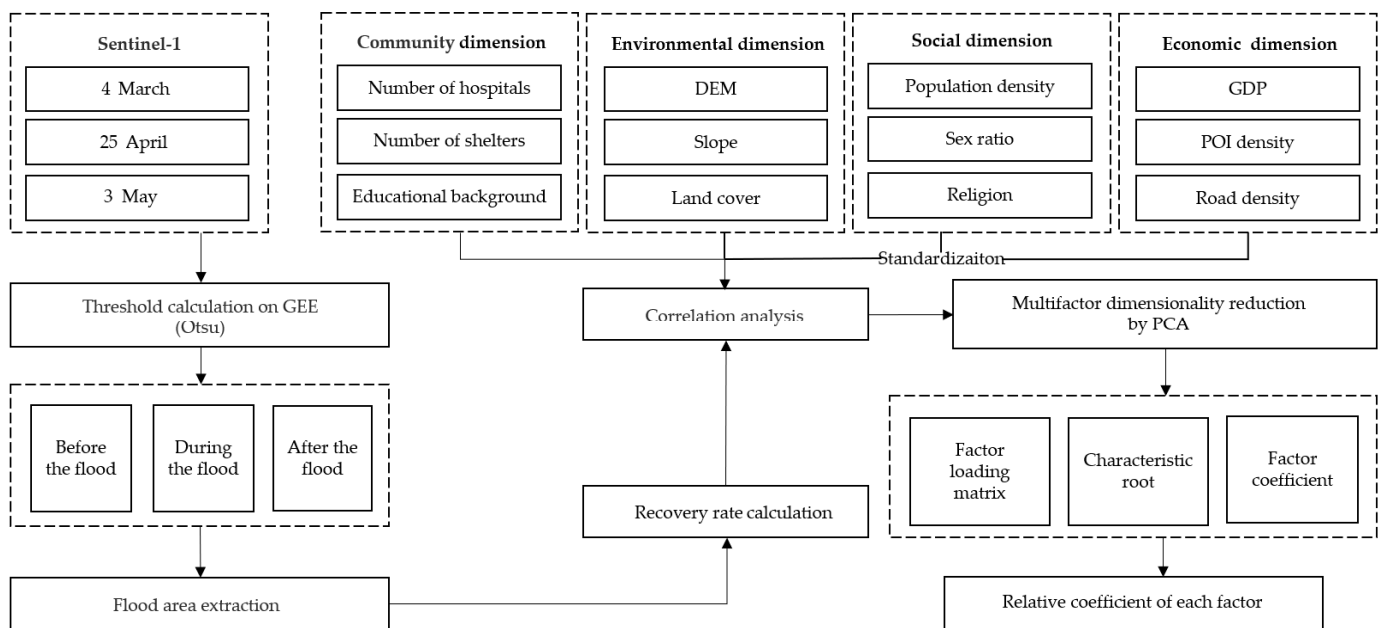 Sentinel-1
4 March
25 April
3 May
Community dimension
Number of hospitals
Number of shelters
Educational background
Environmental dimension
DEM
Slope
Land cover
Social dimension
Population density
Sex ratio
Religion
Economic dimension
GDP
POI density
Road density
Standardizaiton
Threshold calculation on GEE
(Otsu)
Correlation analysis
Multifactor dimensionality reduction
by PCA
Before
the flood
During
the flood
After the
flood
Factor
loading
matrix
Characteristic
root
Factor
coefficient
Recovery rate calculation
Flood area extraction
Relative coefficient of each factor